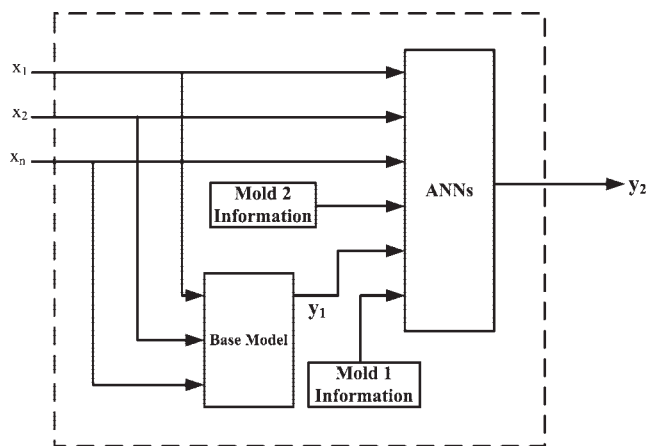 x₁
x₂
xₙ
Mold 2
Information
ANNs
y₂
y₁
Base Model
Mold 1
Information